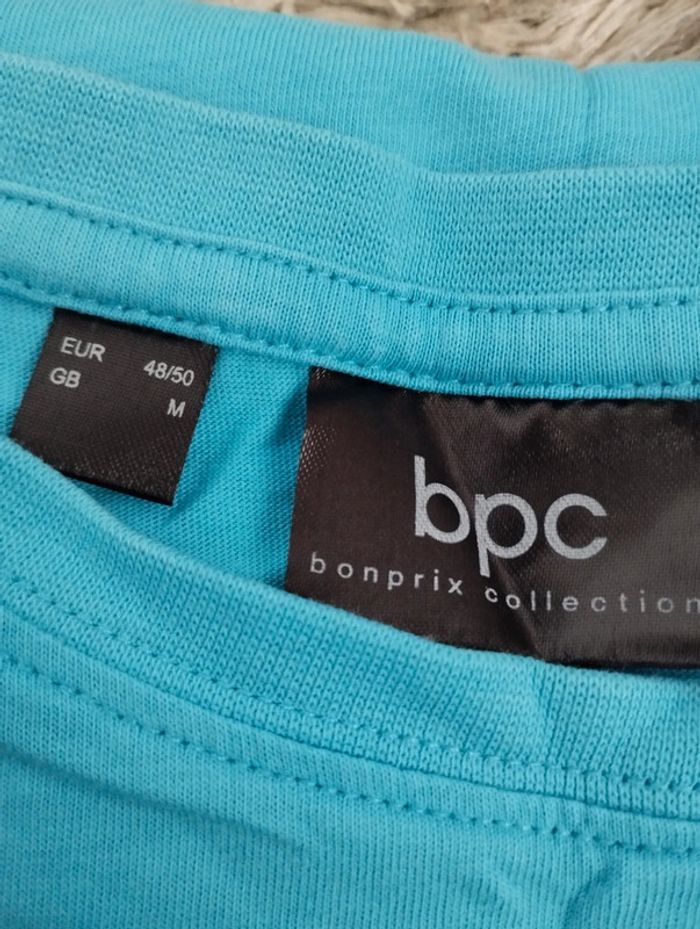 EUR 48/50
GB M
bpc
bonprix collection